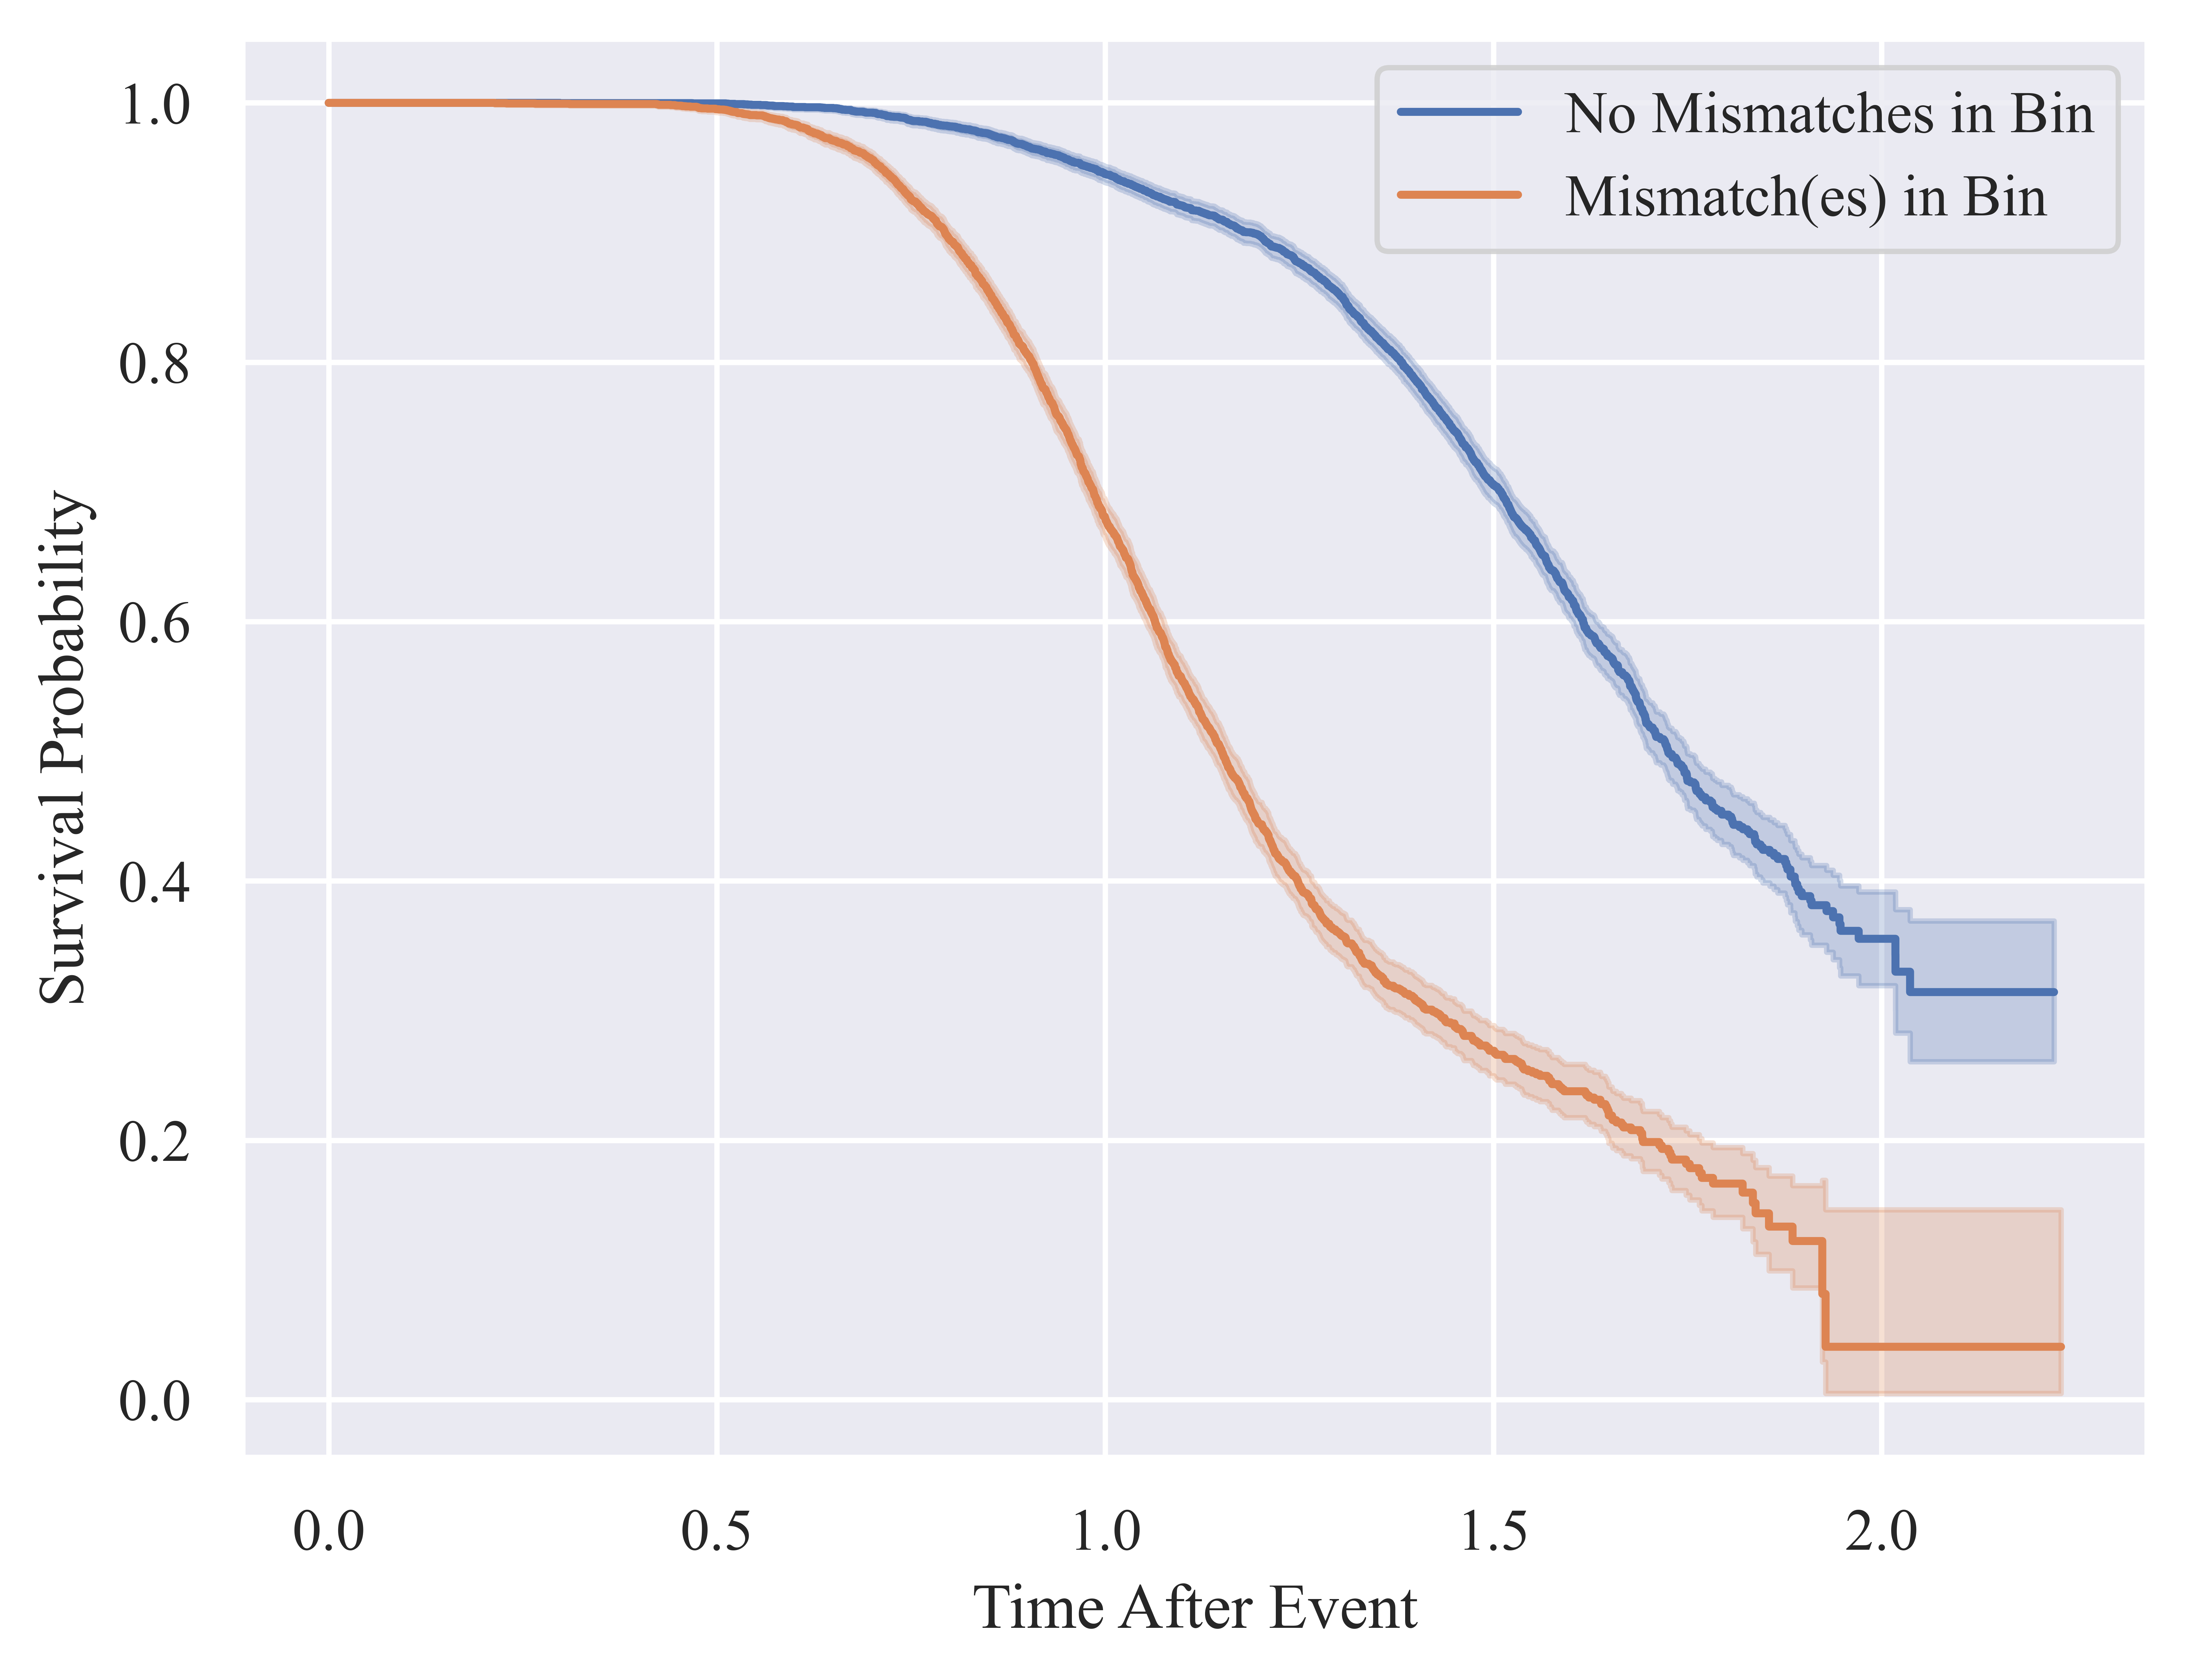 No Mismatches in Bin
Mismatch(es) in Bin
1.0
0.8
0.6
0.4
0.2
0.0
Survival Probability
0.0 0.5 1.0 1.5 2.0
Time After Event